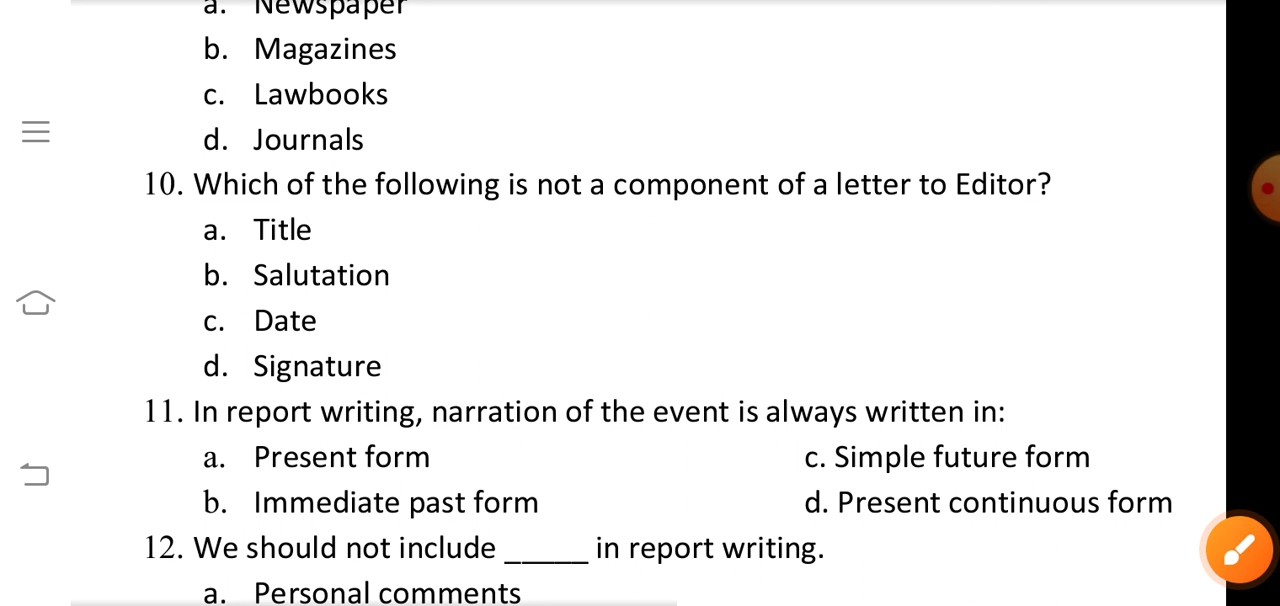 a. Newspaper
b. Magazines
c. Lawbooks
d. Journals
10. Which of the following is not a component of a letter to Editor?
a. Title
b. Salutation
c. Date
d. Signature
11. In report writing, narration of the event is always written in:
a. Present form c. Simple future form
b. Immediate past form d. Present continuous form
12. We should not include _____ in report writing.
a. Personal comments